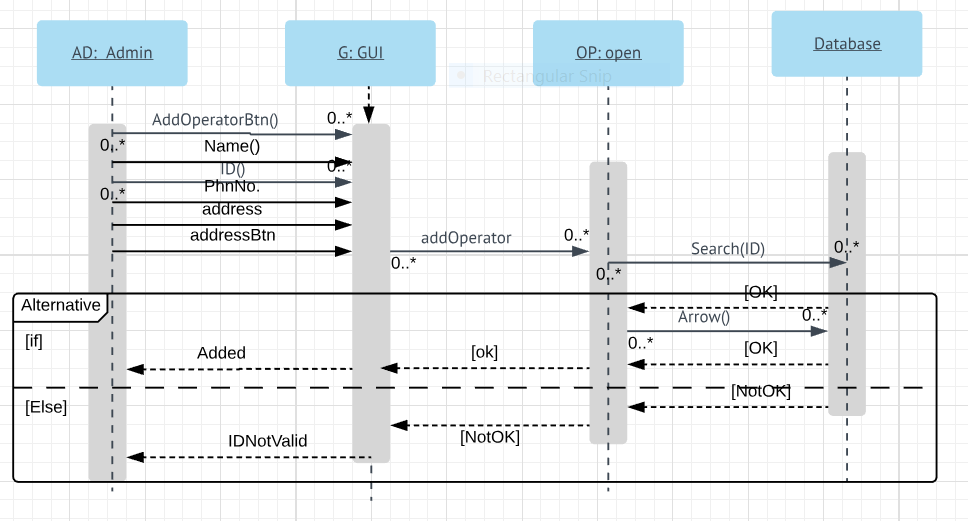 AD:  Admin
G: GUI
OP: open
Database
Rectangular Snip
AddOperatorBtn()
0..*
0..*
Name()
0..*
ID()
PhnNo.
0..*
address
addressBtn
addOperator
0..*
0..*
Search(ID)
0..*
0..*
Alternative
[OK]
Arrow()
0..*
0..*
[if]
Added
[ok]
[OK]
[NotOK]
[Else]
[NotOK]
IDNotValid